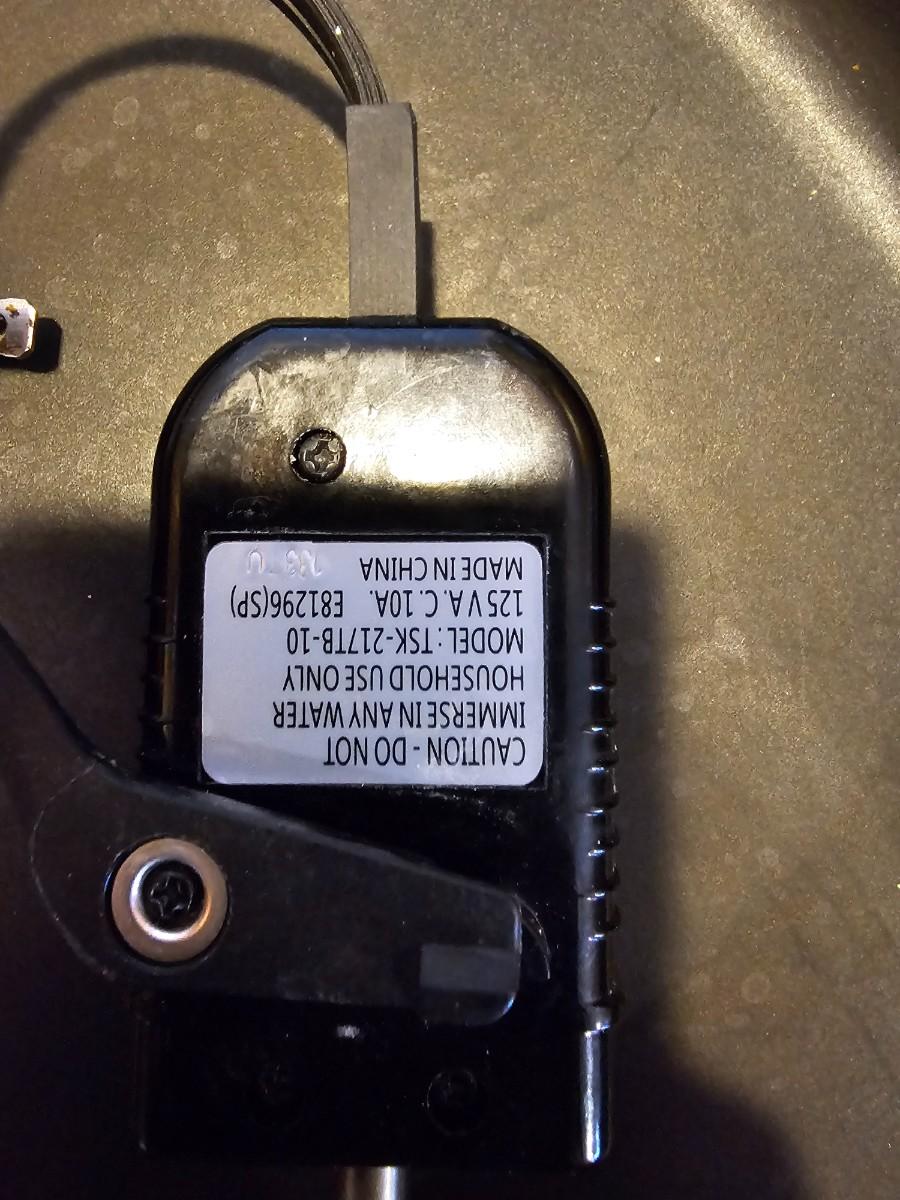 CAUTION - DO NOT
IMMERSE IN ANY WATER
HOUSEHOLD USE ONLY
MODEL : TSK-217TB-10
125 V A.C.10A. E81296(SP)
MADE IN CHINA